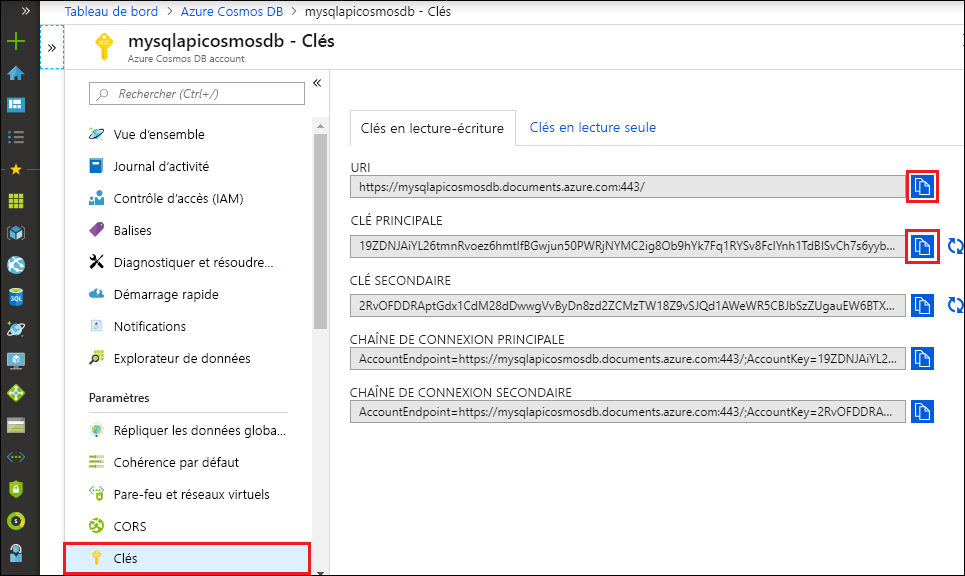 Tableau de bord > Azure Cosmos DB > mysqlapicosmosdb - Clés
mysqlapicosmosdb - Clés
Azure Cosmos DB account
Rechercher (Ctrl+/)
Vue d'ensemble
Journal d'activité
Contrôle d'accès (IAM)
Balises
Diagnostiquer et résoudre...
Démarrage rapide
Notifications
Explorateur de données
Paramètres
Répliquer les données globa...
Cohérence par défaut
Pare-feu et réseaux virtuels
CORS
Clés
Clés en lecture-écriture
Clés en lecture seule
URI
https://mysqlapicosmosdb.documents.azure.com:443/
CLÉ PRINCIPALE
19ZDNJAiYL26tmnRvoez6hmtIfBGwjun50PWRjNYMC2ig8Ob9hYk7Fq1RYSv8FcIYnh1TdBISvCh7s6yyb...
CLÉ SECONDAIRE
2RvOFDDRAptGdx1CdM28dDwwgVvByDn8zd2ZCMzTW18Z9vSJQd1AWeWR5CBJbSzZUgauEW6BTX...
CHAÎNE DE CONNEXION PRINCIPALE
AccountEndpoint=https://mysqlapicosmosdb.documents.azure.com:443/;AccountKey=19ZDNJAiYL2...
CHAÎNE DE CONNEXION SECONDAIRE
AccountEndpoint=https://mysqlapicosmosdb.documents.azure.com:443/;AccountKey=2RvOFDDRA...